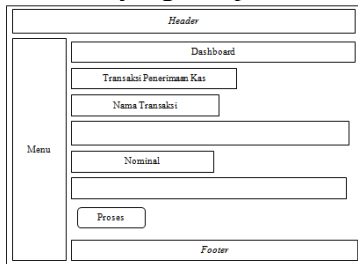 Header
Dashboard
Transaksi Penerimaan Kas
Nama Transaksi
Menu
Nominal
Proses
Footer